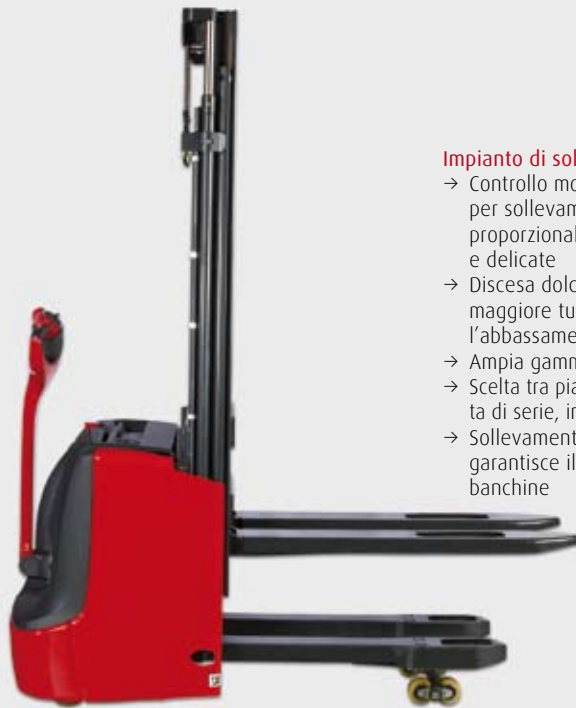 Impianto di sol
→ Controllo mo
per sollevam
proporzional
e delicate
→ Discesa dolc
maggiore tu
l'abbassame
→ Ampia gamm
→ Scelta tra pia
ta di serie, in
→ Sollevament
garantisce il
banchine